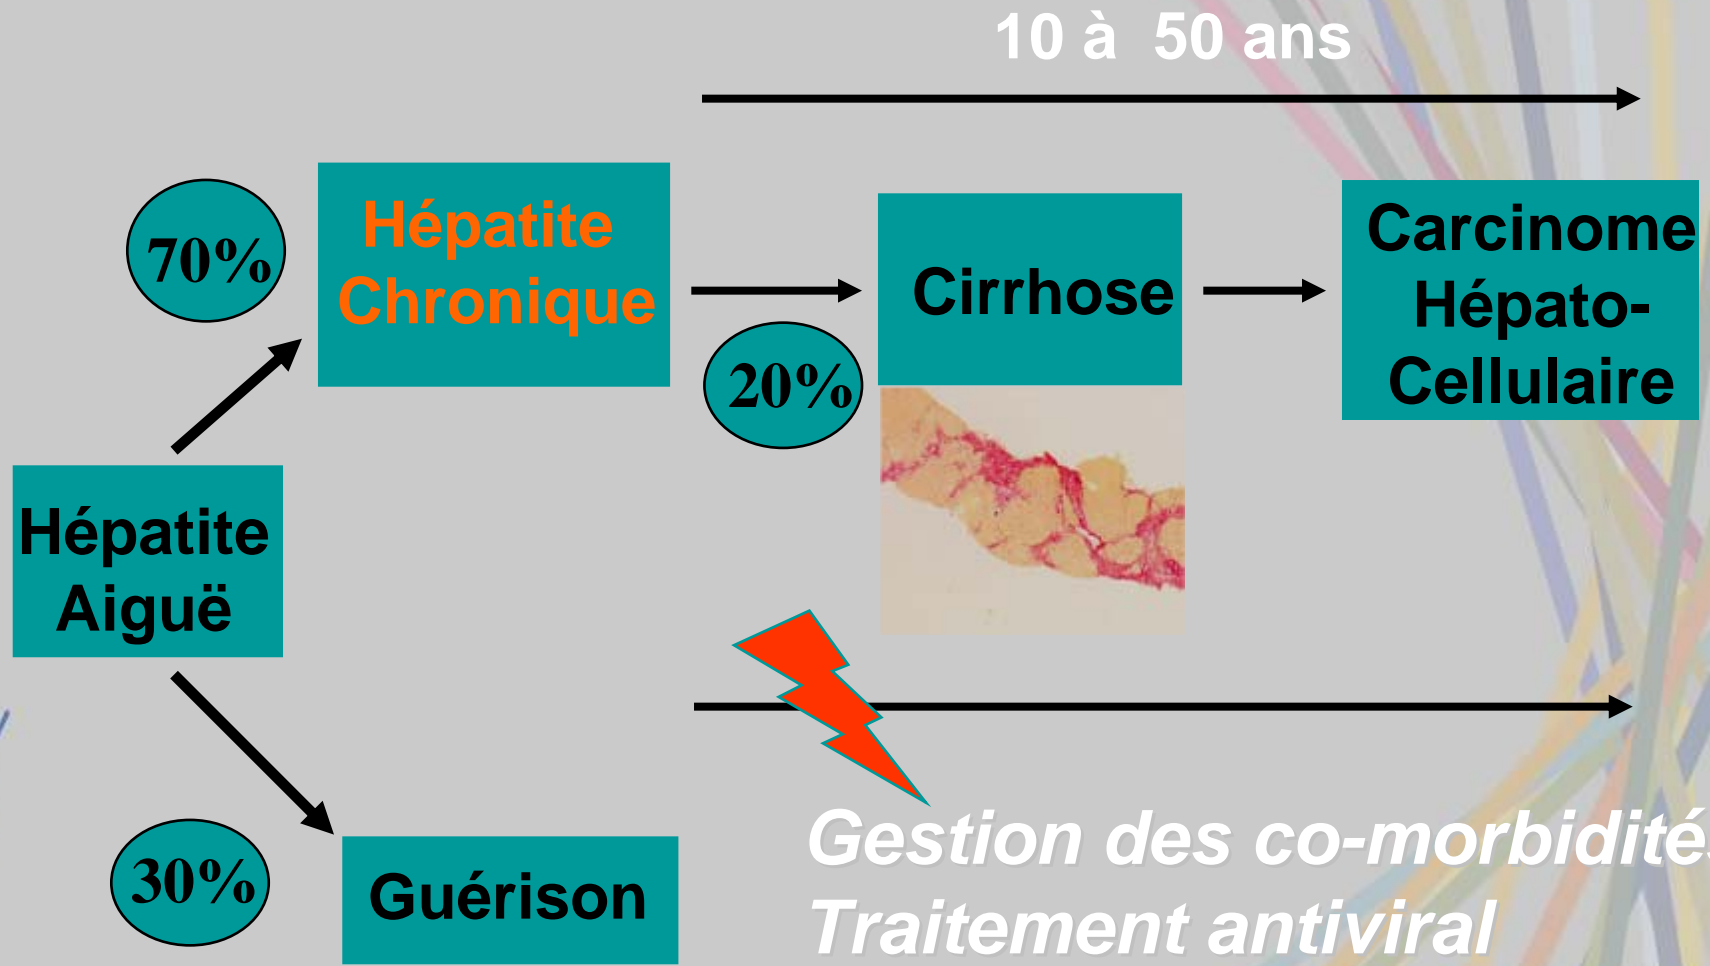 10 à  50 ans
70%
Hépatite
Chronique
Cirrhose
Carcinome
Hépato-
Cellulaire
20%
Hépatite
Aiguë
30%
Guérison
Gestion des co-morbidités
Traitement antiviral